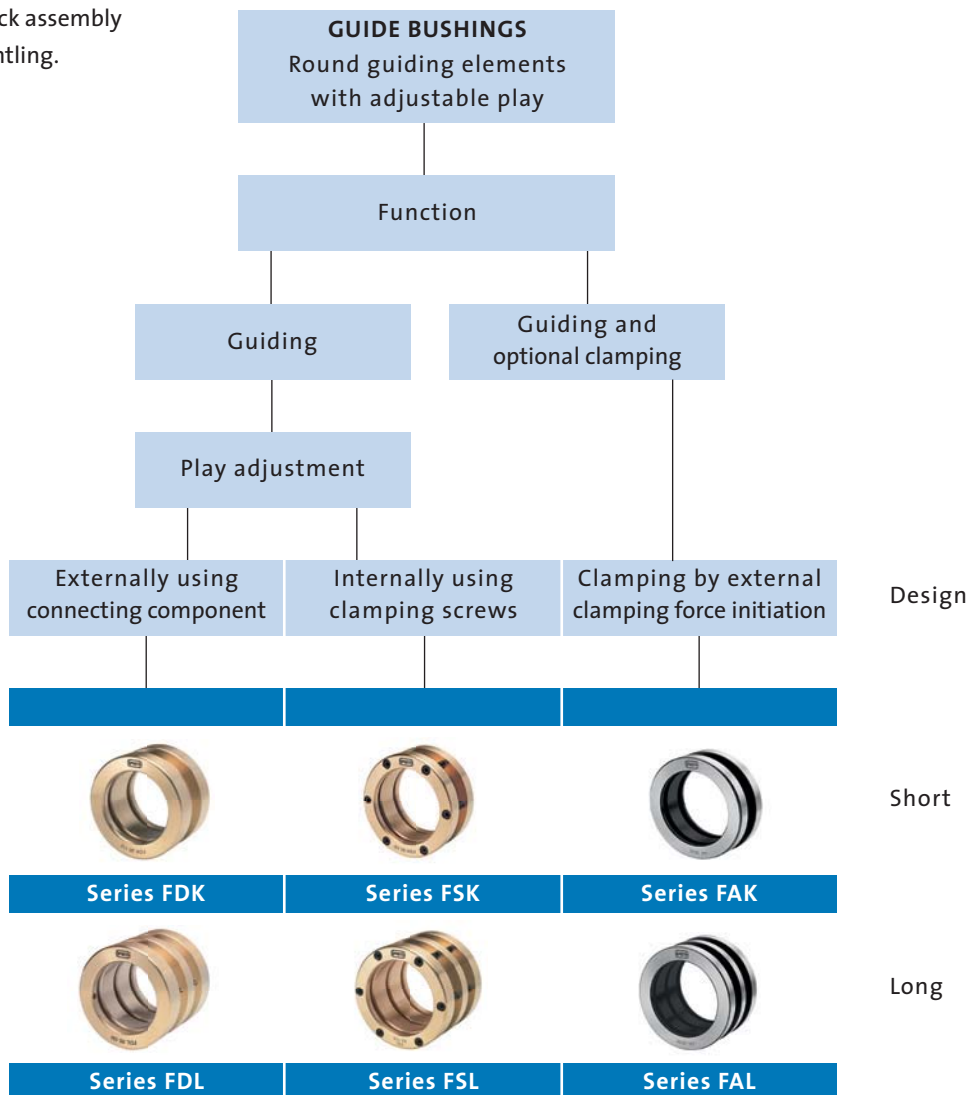 ck assembly
ntling.
GUIDE BUSHINGS
Round guiding elements
with adjustable play
Function
Guiding
Guiding and
optional clamping
Play adjustment
Externally using
connecting component
Internally using
clamping screws
Clamping by external
clamping force initiation
Design
Short
Series FDK
Series FSK
Series FAK
Long
Series FDL
Series FSL
Series FAL